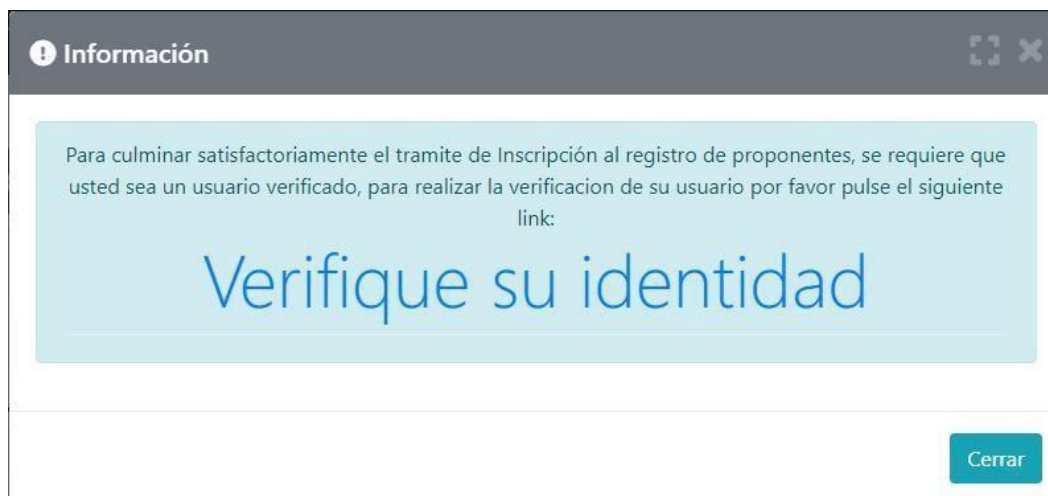 Información
Para culminar satisfactoriamente el tramite de Inscripción al registro de proponentes, se requiere que
usted sea un usuario verificado, para realizar la verificacion de su usuario por favor pulse el siguiente
link:
Verifique su identidad
Cerrar